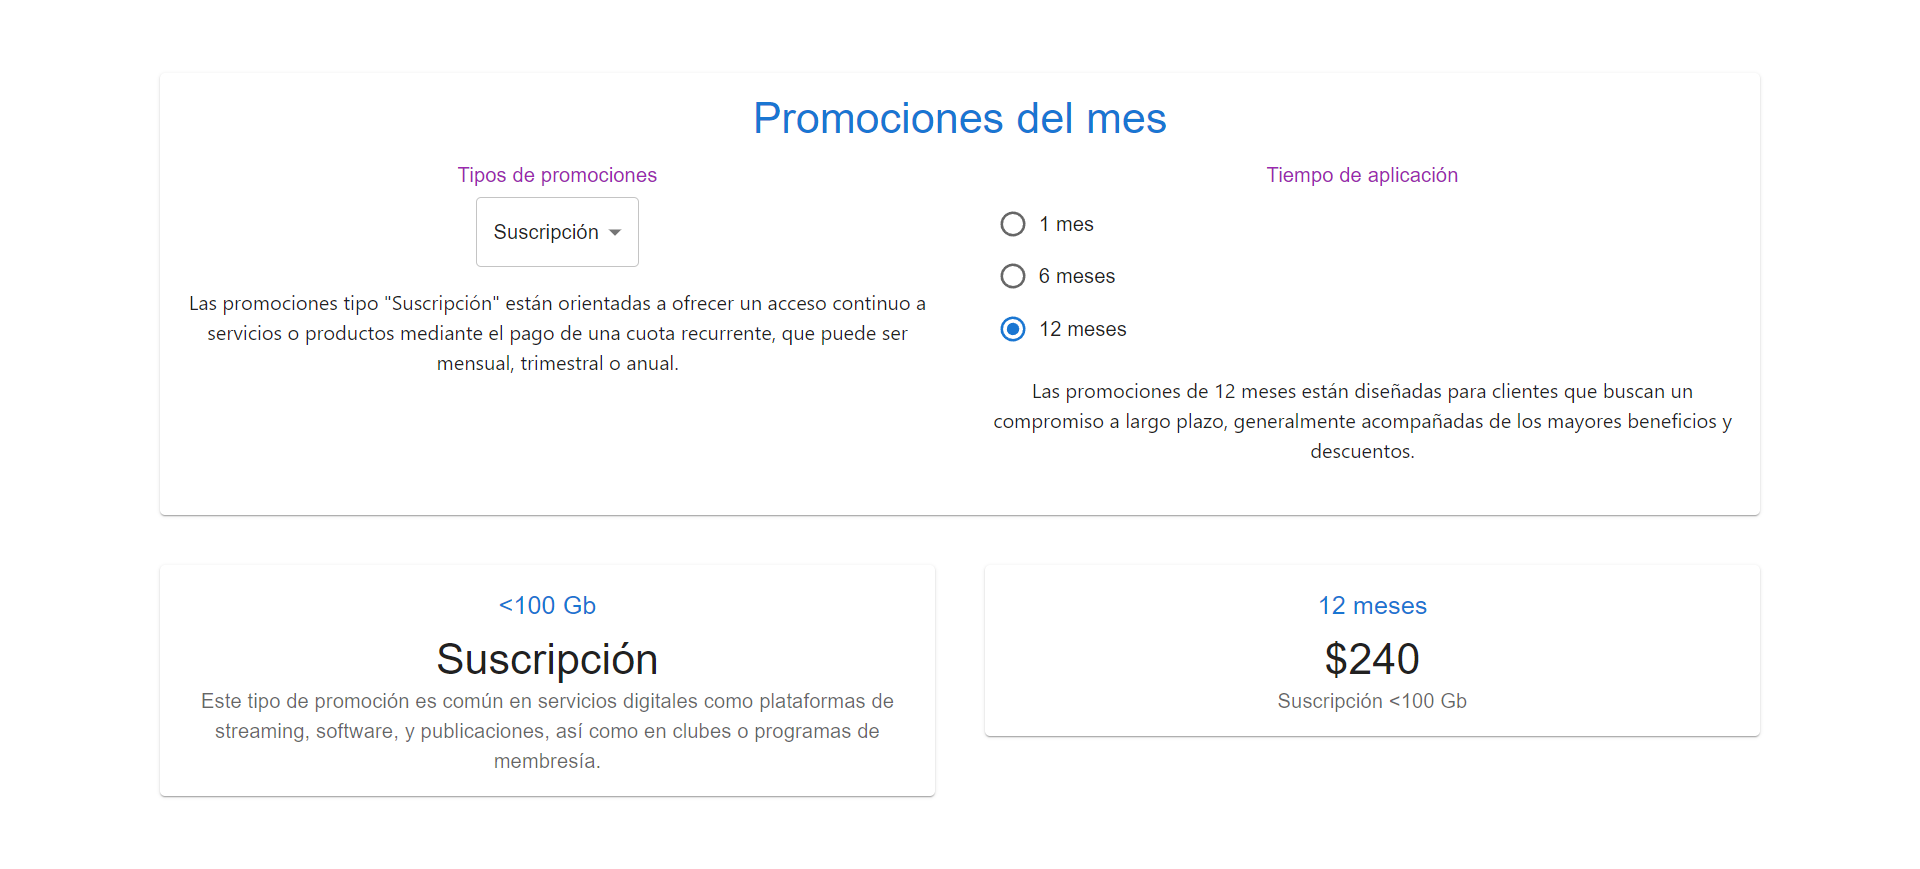 Promociones del mes
Tipos de promociones
Suscripción
Las promociones tipo "Suscripción" están orientadas a ofrecer un acceso continuo a
servicios o productos mediante el pago de una cuota recurrente, que puede ser
mensual, trimestral o anual.
Tiempo de aplicación
1 mes
6 meses
12 meses
Las promociones de 12 meses están diseñadas para clientes que buscan un
compromiso a largo plazo, generalmente acompañadas de los mayores beneficios y
descuentos.
<100 Gb
Suscripción
Este tipo de promoción es común en servicios digitales como plataformas de
streaming, software, y publicaciones, así como en clubes o programas de
membresía.
12 meses
$240
Suscripción <100 Gb